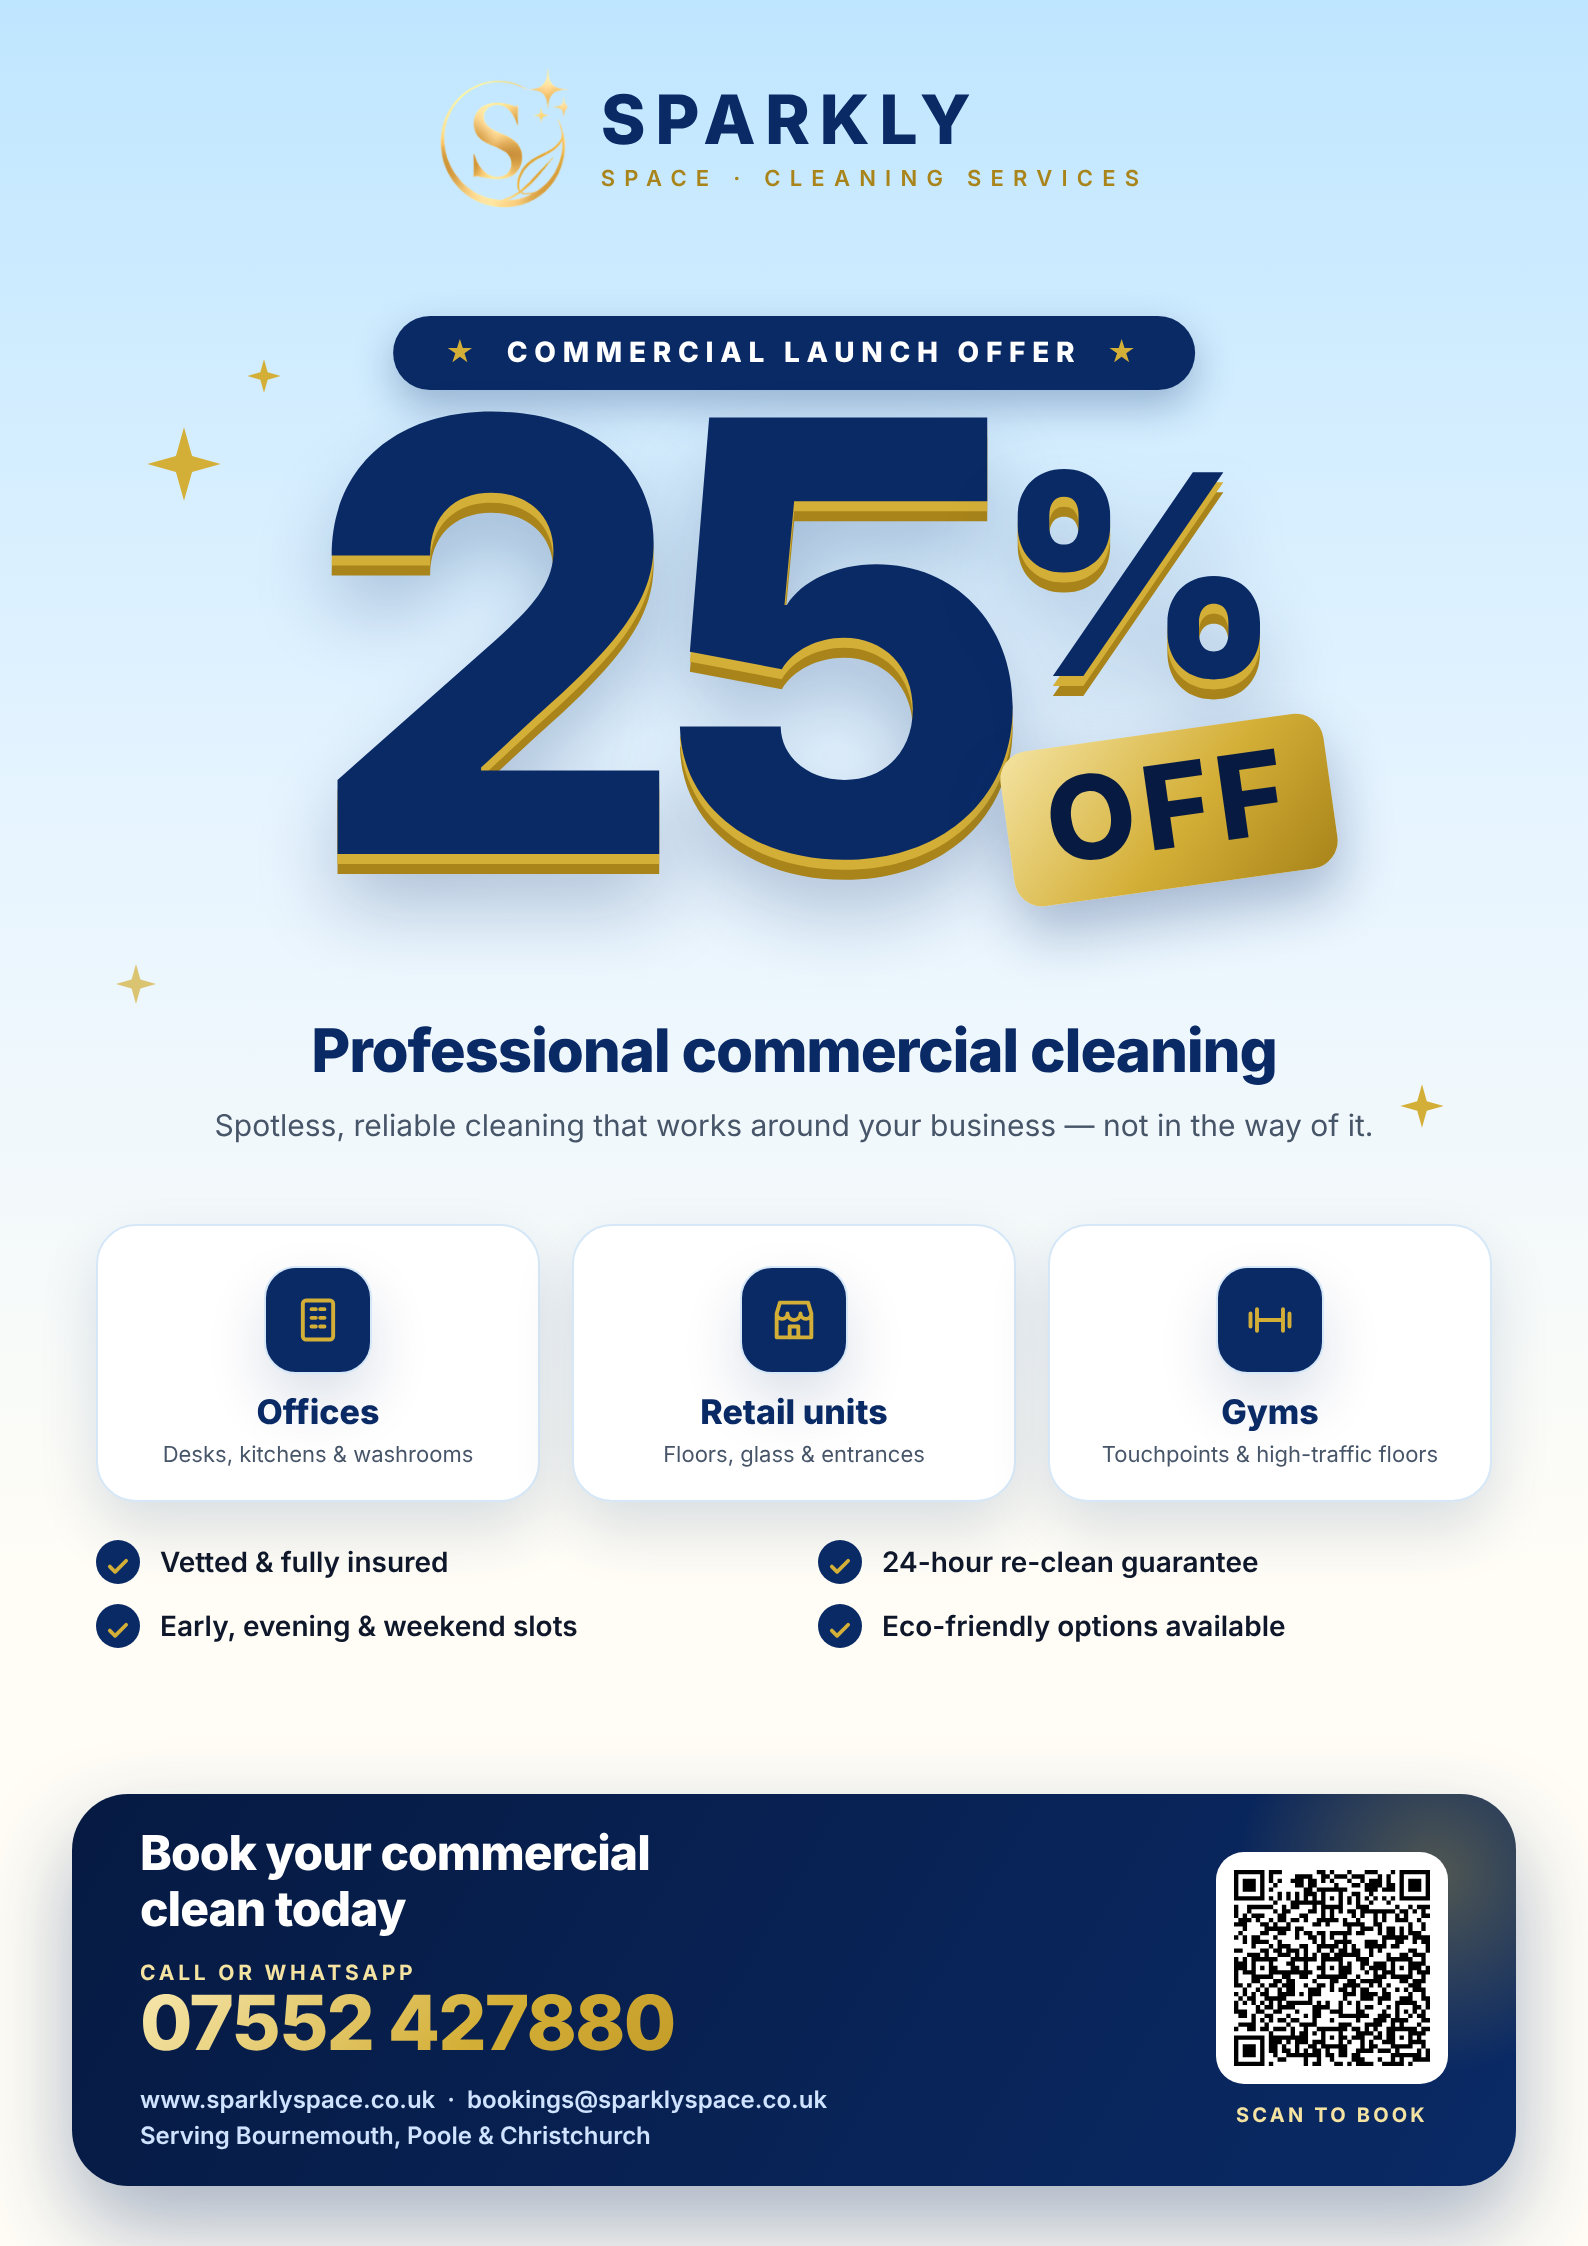 S
SPARKLY
SPACE · CLEANING SERVICES
★ COMMERCIAL LAUNCH OFFER ★
25%
OFF
Professional commercial cleaning
Spotless, reliable cleaning that works around your business — not in the way of it.
Offices
Desks, kitchens & washrooms
Retail units
Floors, glass & entrances
Gyms
Touchpoints & high-traffic floors
Vetted & fully insured
24-hour re-clean guarantee
Early, evening & weekend slots
Eco-friendly options available
Book your commercial
clean today
CALL OR WHATSAPP
07552 427880
www.sparklyspace.co.uk · bookings@sparklyspace.co.uk
Serving Bournemouth, Poole & Christchurch
SCAN TO BOOK